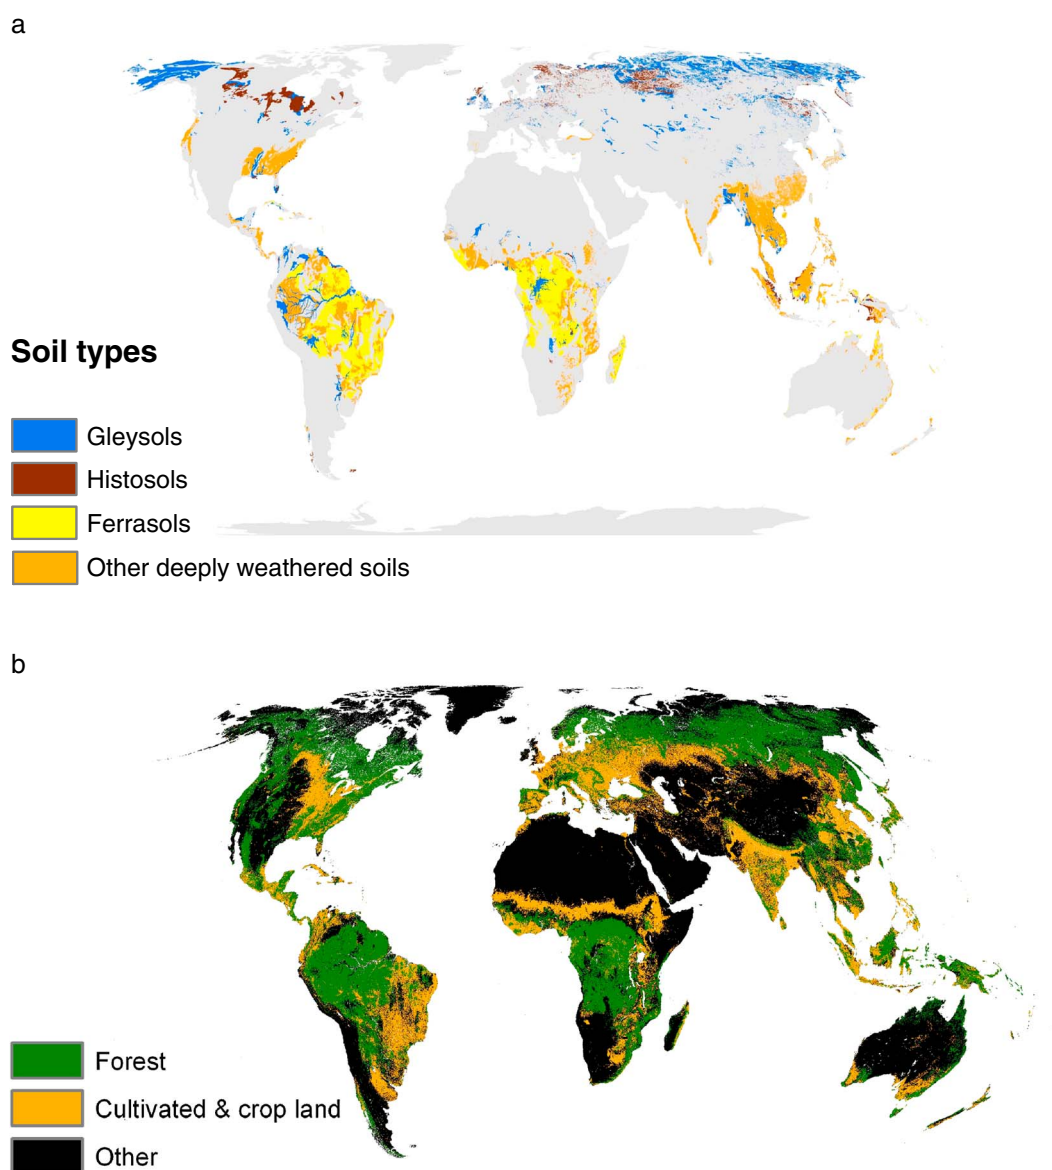 a
Soil types
Gleysols
Histosols
Ferrasols
Other deeply weathered soils
b
Forest
Cultivated & crop land
Other